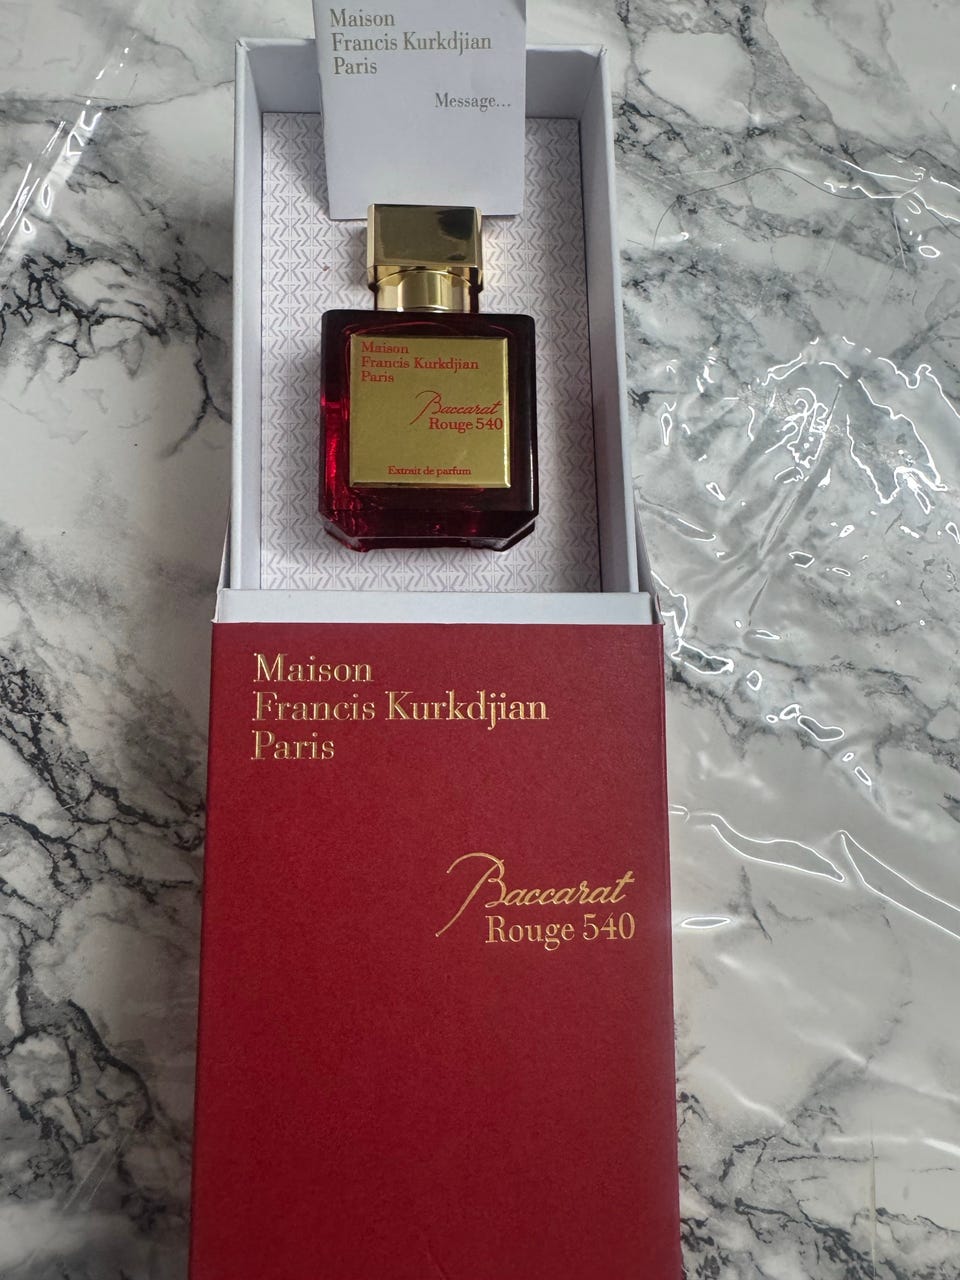 Maison
Francis Kurkdjian
Paris
Message...
Maison
Francis Kurkdjian
Paris
Baccarat
Rouge 540
Extrait de parfum
Maison
Francis Kurkdjian
Paris
Baccarat
Rouge 540